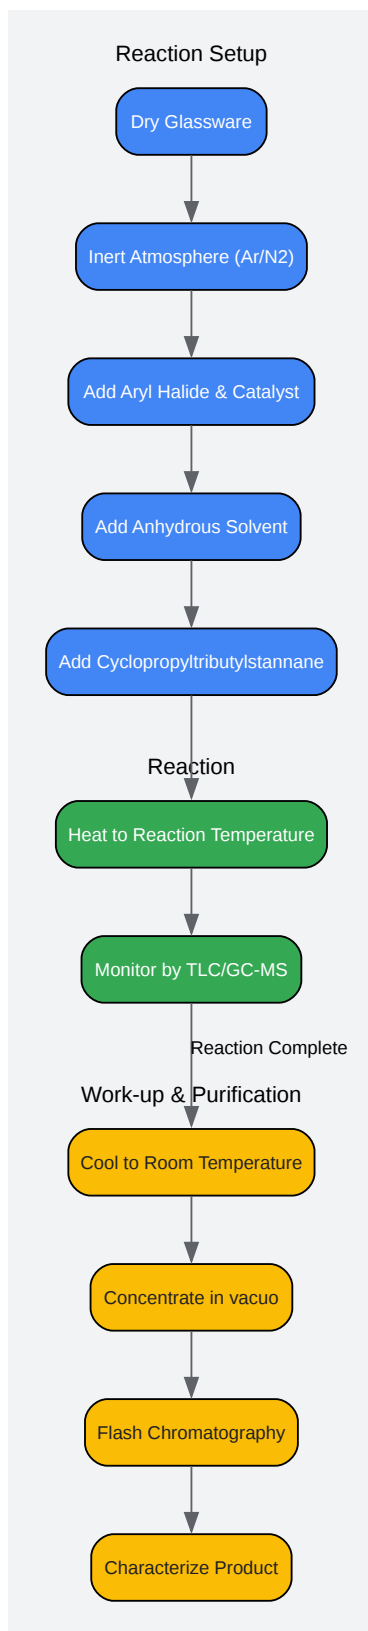 Reaction Setup
Dry Glassware
Inert Atmosphere (Ar/N2)
Add Aryl Halide & Catalyst
Add Anhydrous Solvent
Add Cyclopropyltributylstannane
Reaction
Heat to Reaction Temperature
Monitor by TLC/GC-MS
Reaction Complete
Work-up & Purification
Cool to Room Temperature
Concentrate in vacuo
Flash Chromatography
Characterize Product